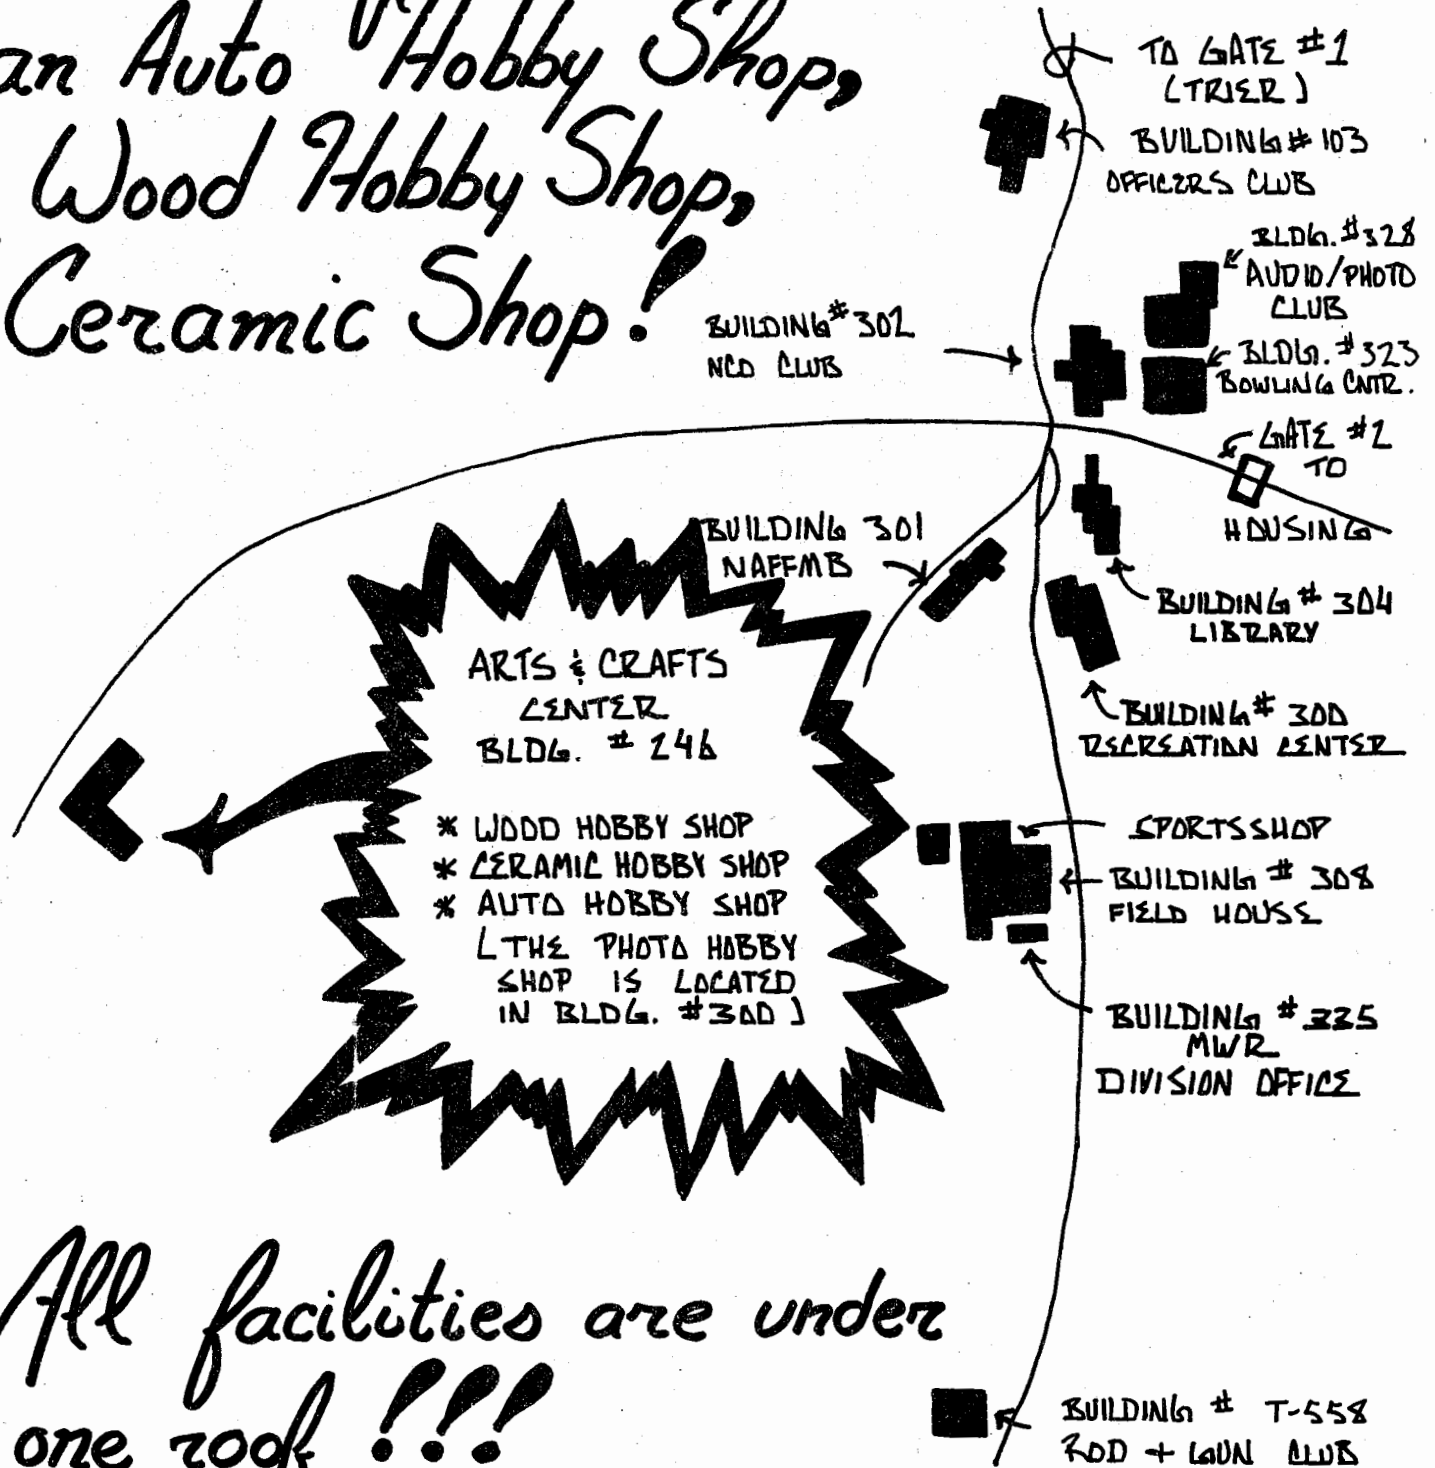 an Auto Hobby Shop,
Wood Hobby Shop,
Ceramic Shop!
TO GATE #1
(TRIER)
BUILDING # 103
OFFICERS CLUB
BLDG. #328
AUDIO/PHOTO
CLUB
BUILDING # 302
NCO CLUB
BLDG. #323
BOWLING CNTR.
GATE #2
TO
HOUSING
BUILDING 301
NAFFMB
BUILDING # 304
LIBRARY
ARTS & CRAFTS
CENTER
BLDG. # 246
BUILDING # 300
RECREATION CENTER
* WOOD HOBBY SHOP
* CERAMIC HOBBY SHOP
* AUTO HOBBY SHOP
(THE PHOTO HOBBY
SHOP IS LOCATED
IN BLDG. #300)
SPORTSSHOP
BUILDING # 308
FIELD HOUSE
BUILDING # 335
MWR
DIVISION OFFICE
All facilities are under
one roof!!!
BUILDING # T-558
ROD + GUN CLUB